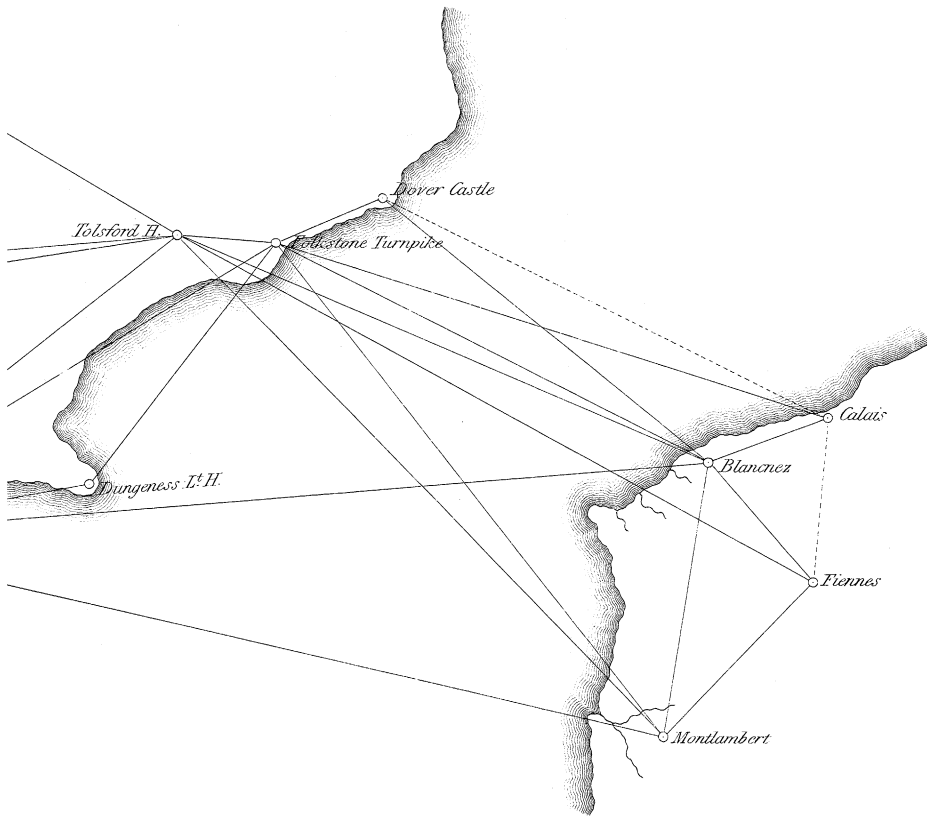 Dover Castle
Tolsford H.
Folkstone Turnpike
Calais
Blancnez
Dungeness Lt. H.
Fiennes
Montlambert